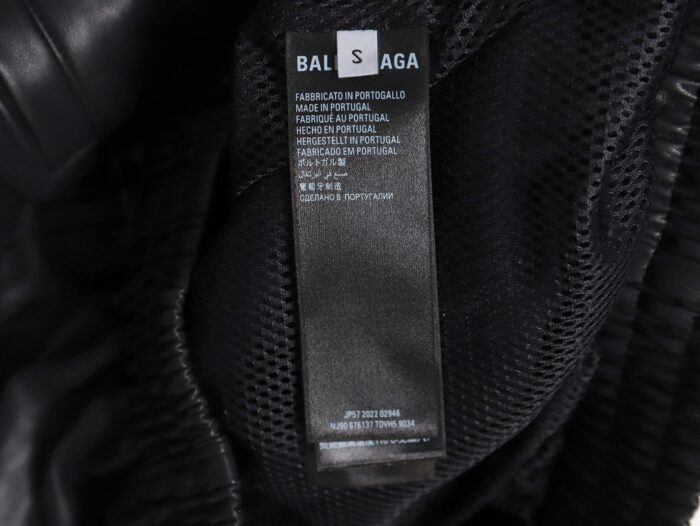 BAL AGA
S
FABBRICATO IN PORTOGALLO
MADE IN PORTUGAL
FABRIQUÉ AU PORTUGAL
HECHO EN PORTUGAL
HERGESTELLT IN PORTUGAL
FABRICADO EM PORTUGAL
ポルトガル製
صنع في البرتغال
葡萄牙制造
СДЕЛАНО В ПОРТУГАЛИИ
JP57 2022 02946
NJ90 676137 TQVH5 9034